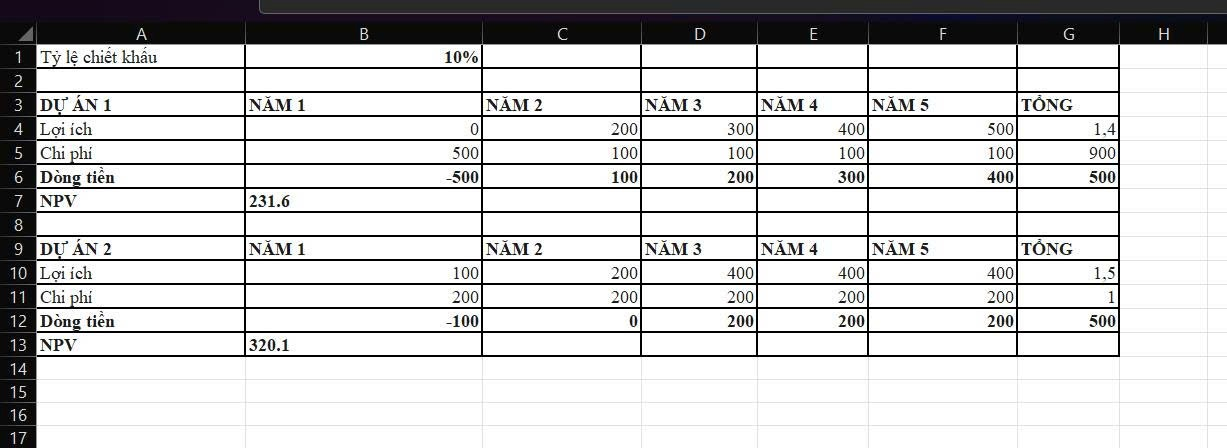 A B C D E F G H
1 Tỷ lệ chiết khấu 10%
2
3 DỰ ÁN 1 NĂM 1 NĂM 2 NĂM 3 NĂM 4 NĂM 5 TỔNG
4 Lợi ích 0 200 300 400 500 1,4
5 Chi phí 500 100 100 100 100 900
6 Dòng tiền -500 100 200 300 400 500
7 NPV 231.6
8
9 DỰ ÁN 2 NĂM 1 NĂM 2 NĂM 3 NĂM 4 NĂM 5 TỔNG
10 Lợi ích 100 200 400 400 400 1,5
11 Chi phí 200 200 200 200 200 1
12 Dòng tiền -100 0 200 200 200 500
13 NPV 320.1
14
15
16
17